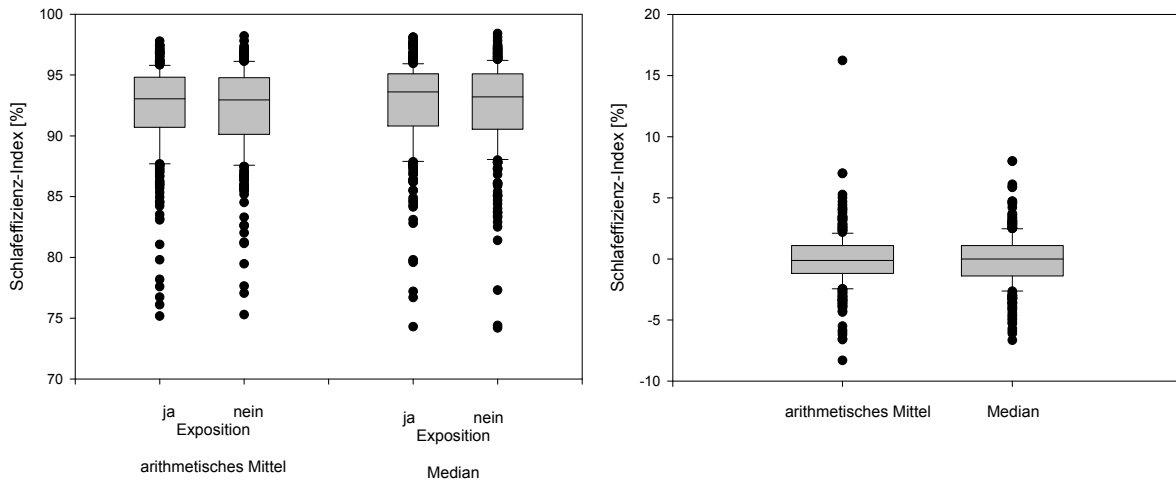 Schlafeffizienz-Index [%]
100
95
90
85
80
75
70
ja nein
Exposition
arithmetisches Mittel
ja nein
Exposition
Median
Schlafeffizienz-Index [%]
20
15
10
5
0
-5
-10
arithmetisches Mittel
Median